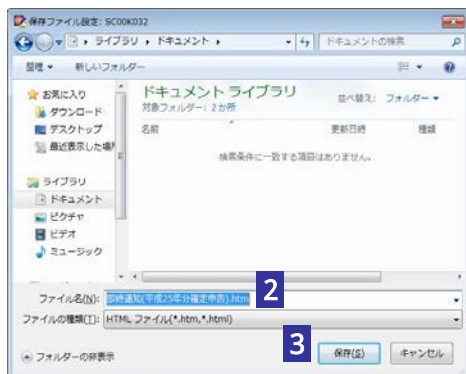 保存ファイル設定: SC00K032
ライブラリ ▸ ドキュメント ▸
ドキュメントの検索
整理 ▼ 新しいフォルダー
お気に入り
ダウンロード
デスクトップ
最近表示した場所
ライブラリ
ドキュメント
ピクチャ
ビデオ
ミュージック
ドキュメント ライブラリ
対象フォルダー: 2か所
並べ替え: フォルダー ▼
名前 更新日時 種類
検索条件に一致する項目はありません。
ファイル名(N): 即時通知(平成25年分確定申告).htm 2
ファイルの種類(T): HTML ファイル(*.htm,*.html)
フォルダーの非表示 3 保存(S) キャンセル